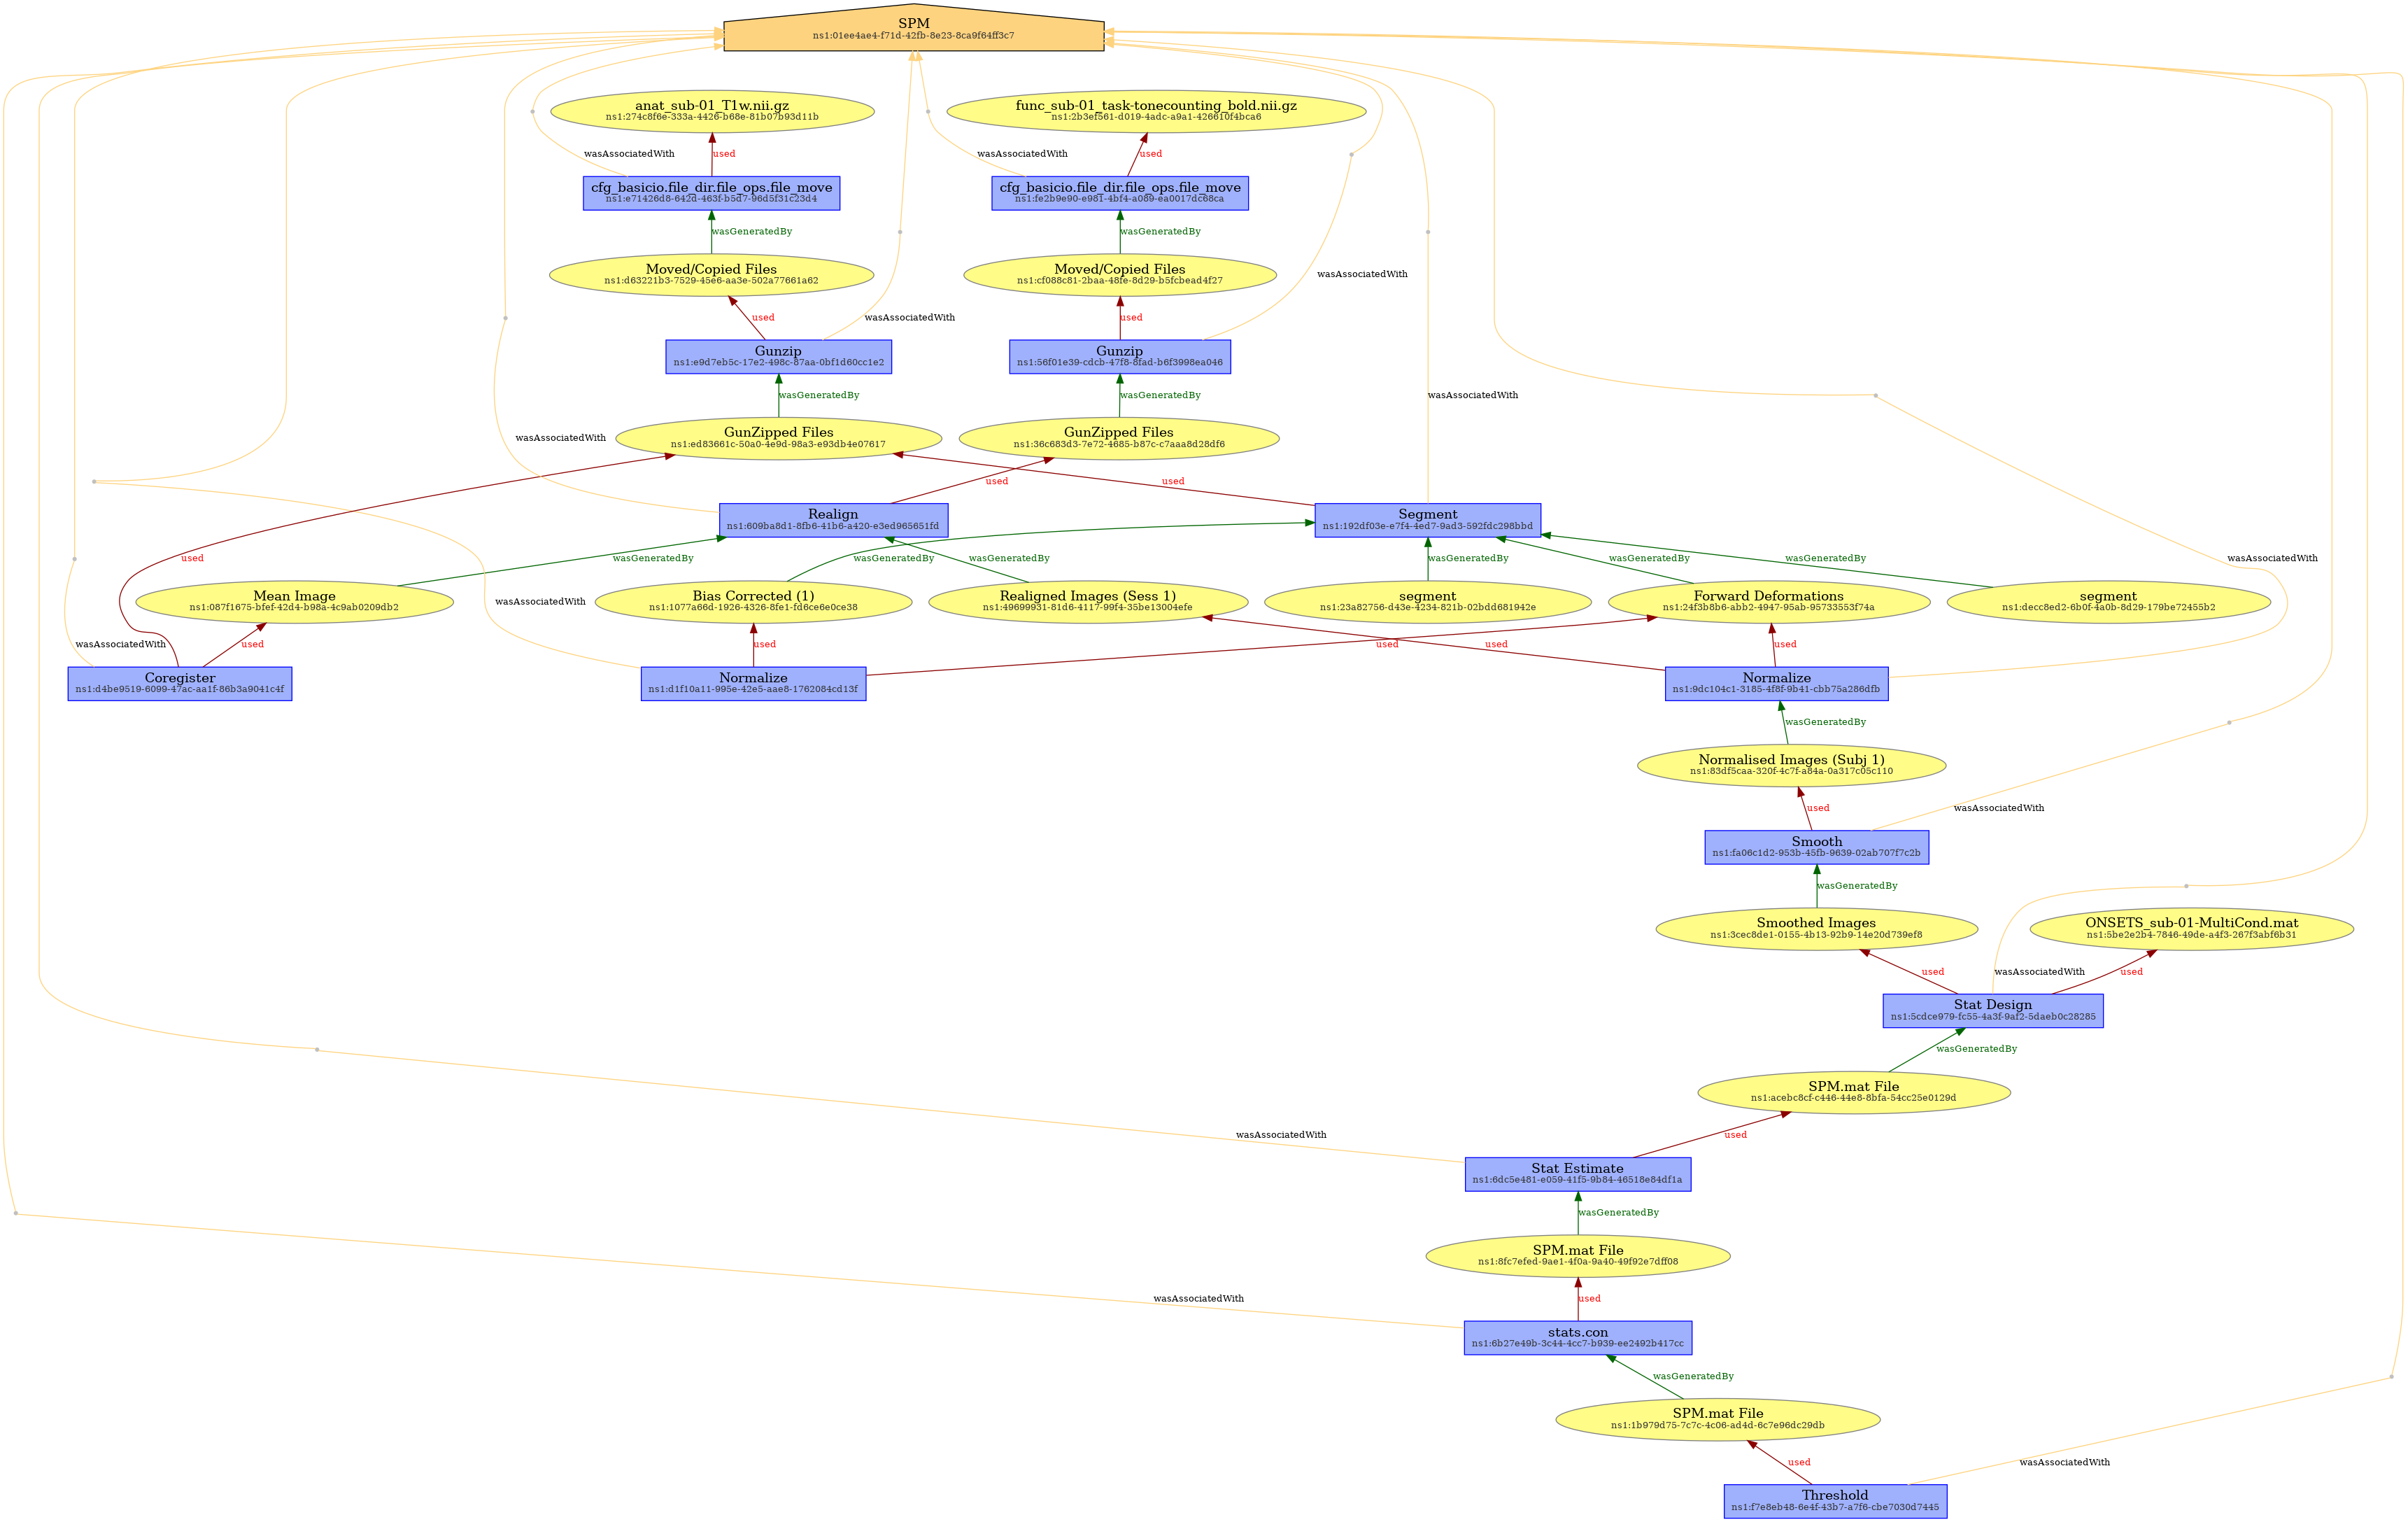 SPM
ns1:01ee4ae4-f71d-42fb-8e23-8ca9f64ff3c7
anat_sub-01_T1w.nii.gz
ns1:274c8f6e-333a-4426-b68e-81b07b93d11b
func_sub-01_task-tonecounting_bold.nii.gz
ns1:2b3ef561-d019-4adc-a9a1-426610f4bca6
wasAssociatedWith
used
wasAssociatedWith
used
cfg_basicio.file_dir.file_ops.file_move
ns1:e71426d8-642d-463f-b5d7-96d5f31c23d4
cfg_basicio.file_dir.file_ops.file_move
ns1:fe2b9e90-e981-4bf4-a089-ea0017dc68ca
wasGeneratedBy
wasGeneratedBy
Moved/Copied Files
ns1:d63221b3-7529-45e6-aa3e-502a77661a62
Moved/Copied Files
ns1:cf088c81-2baa-48fe-8d29-b5fcbead4f27
wasAssociatedWith
used
wasAssociatedWith
used
Gunzip
ns1:e9d7eb5c-17e2-498c-87aa-0bf1d60cc1e2
Gunzip
ns1:56f01e39-cdcb-47f8-8fad-b6f3998ea046
wasGeneratedBy
wasGeneratedBy
wasAssociatedWith
GunZipped Files
ns1:ed83661c-50a0-4e9d-98a3-e93db4e07617
GunZipped Files
ns1:36c683d3-7e72-4685-b87c-c7aaa8d28df6
wasAssociatedWith
used
used
Realign
ns1:609ba8d1-8fb6-41b6-a420-e3ed965651fd
Segment
ns1:192df03e-e7f4-4ed7-9ad3-592fdc298bbd
used
wasGeneratedBy
wasGeneratedBy
wasGeneratedBy
wasGeneratedBy
wasGeneratedBy
wasGeneratedBy
wasAssociatedWith
Mean Image
ns1:087f1675-bfef-42d4-b98a-4c9ab0209db2
wasAssociatedWith
Bias Corrected (1)
ns1:1077a66d-1926-4326-8fe1-fd6ce6e0ce38
Realigned Images (Sess 1)
ns1:49699931-81d6-4117-99f4-35be13004efe
segment
ns1:23a82756-d43e-4234-821b-02bdd681942e
Forward Deformations
ns1:24f3b8b6-abb2-4947-95ab-95733553f74a
segment
ns1:decc8ed2-6b0f-4a0b-8d29-179be72455b2
wasAssociatedWith
used
used
used
used
used
Coregister
ns1:d4be9519-6099-47ac-aa1f-86b3a9041c4f
Normalize
ns1:d1f10a11-995e-42e5-aae8-1762084cd13f
Normalize
ns1:9dc104c1-3185-4f8f-9b41-cbb75a286dfb
wasGeneratedBy
Normalised Images (Subj 1)
ns1:83df5caa-320f-4c7f-a84a-0a317c05c110
used
wasAssociatedWith
Smooth
ns1:fa06c1d2-953b-45fb-9639-02ab707f7c2b
wasGeneratedBy
Smoothed Images
ns1:3cec8de1-0155-4b13-92b9-14e20d739ef8
ONSETS_sub-01-MultiCond.mat
ns1:5be2e2b4-7846-49de-a4f3-267f3abf6b31
used
wasAssociatedWith
used
Stat Design
ns1:5cdce979-fc55-4a3f-9af2-5daeb0c28285
wasGeneratedBy
SPM.mat File
ns1:acebc8cf-c446-44e8-8bfa-54cc25e0129d
wasAssociatedWith
used
Stat Estimate
ns1:6dc5e481-e059-41f5-9b84-46518e84df1a
wasGeneratedBy
SPM.mat File
ns1:8fc7efed-9ae1-4f0a-9a40-49f92e7dff08
wasAssociatedWith
used
stats.con
ns1:6b27e49b-3c44-4cc7-b939-ee2492b417cc
wasGeneratedBy
SPM.mat File
ns1:1b979d75-7c7c-4c06-ad4d-6c7e96dc29db
used
wasAssociatedWith
Threshold
ns1:f7e8eb48-6e4f-43b7-a7f6-cbe7030d7445